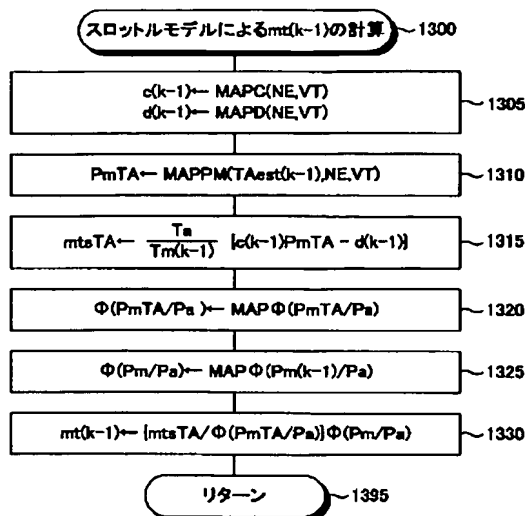 スロットルモデルによるmt(k-1)の計算
1300
c(k-1)← MAPC(NE,VT)
d(k-1)← MAPD(NE,VT)
1305
PmTA← MAPPM(TAest(k-1),NE,VT)
1310
mtsTA← Ta/Tm(k-1) {c(k-1)PmTA - d(k-1)}
1315
Φ(PmTA/Pa )← MAPΦ(PmTA/Pa)
1320
Φ(Pm/Pa)← MAPΦ(Pm(k-1)/Pa)
1325
mt(k-1)← {mtsTA/Φ(PmTA/Pa)}Φ(Pm/Pa)
1330
リターン
1395